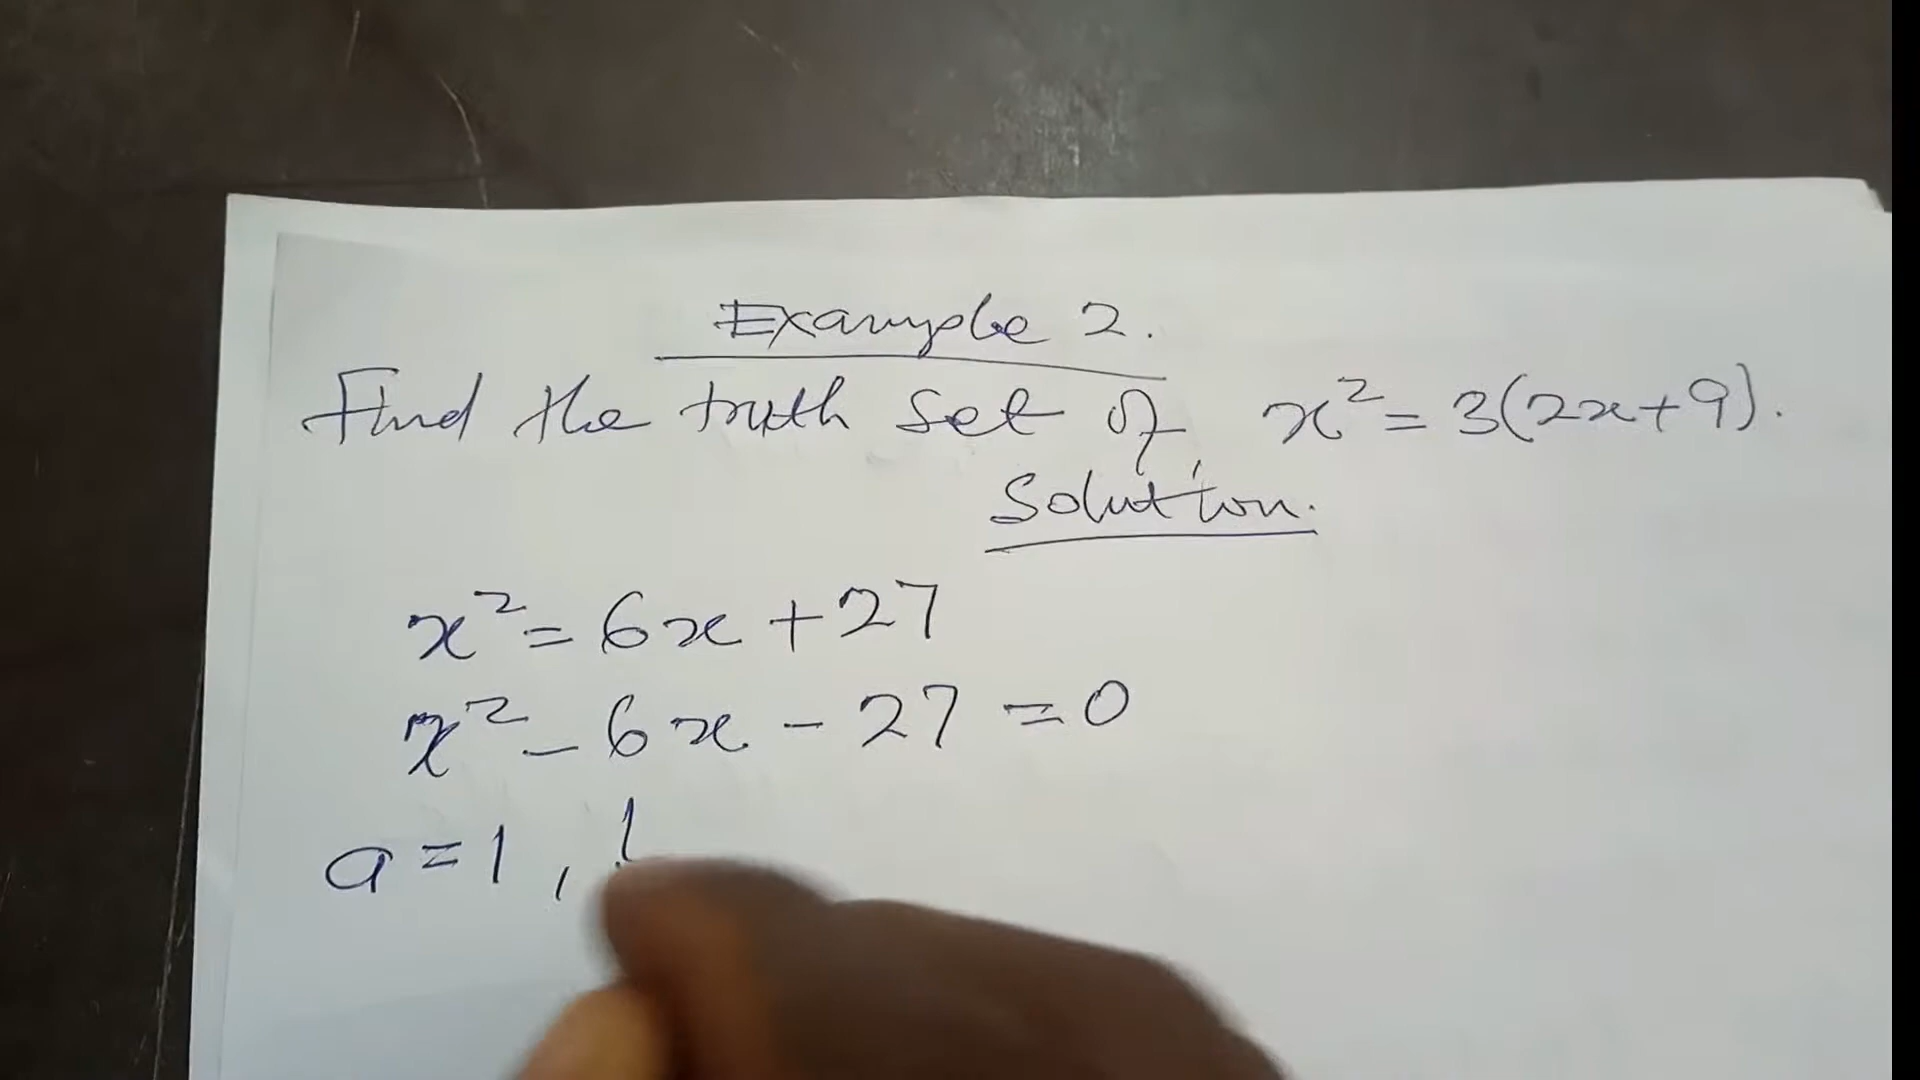 Example 2.
Find the truth set of x² = 3(2x+9).
Solution.
x² = 6x + 27
x² - 6x - 27 = 0
a = 1,